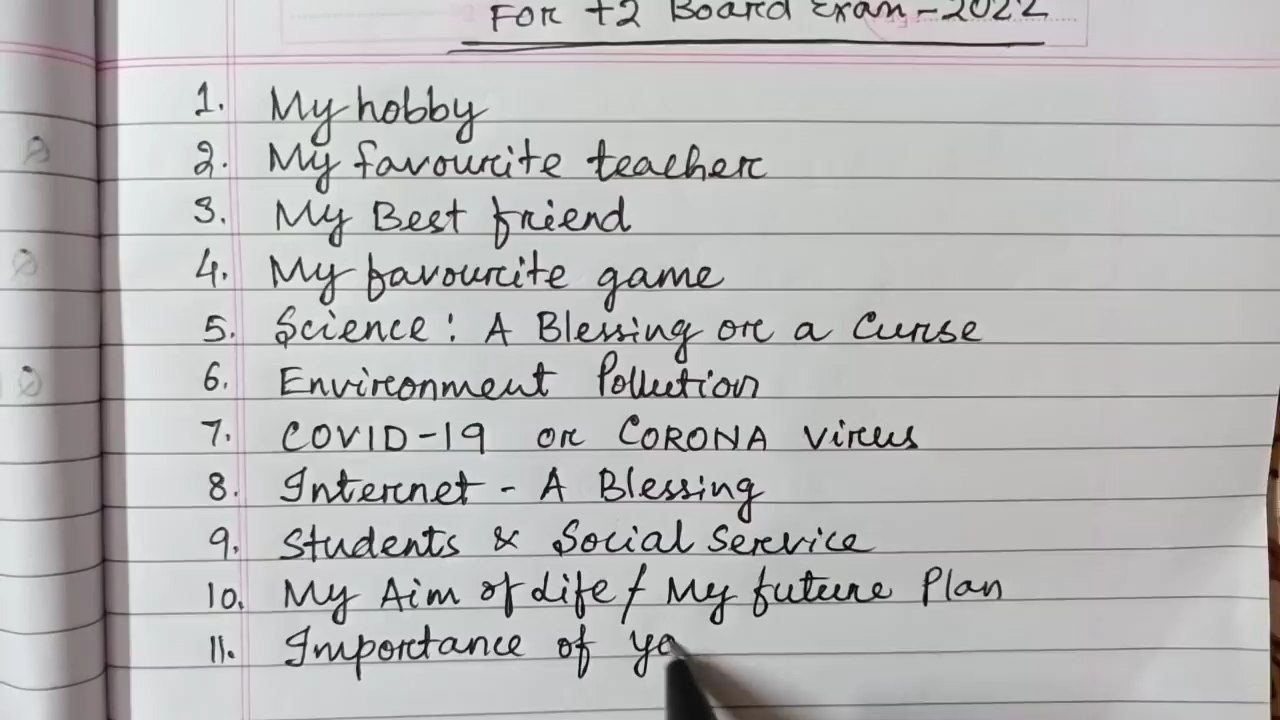 For +2 Board Exam-2022
1. My hobby
2. My favourite teacher
3. My Best friend
4. My favourite game
5. Science: A Blessing or a Curse
6. Environment Pollution
7. COVID-19 or CORONA Virus
8. Internet - A Blessing
9. Students & Social Service
10. My Aim of life / My future Plan
11. Importance of yo